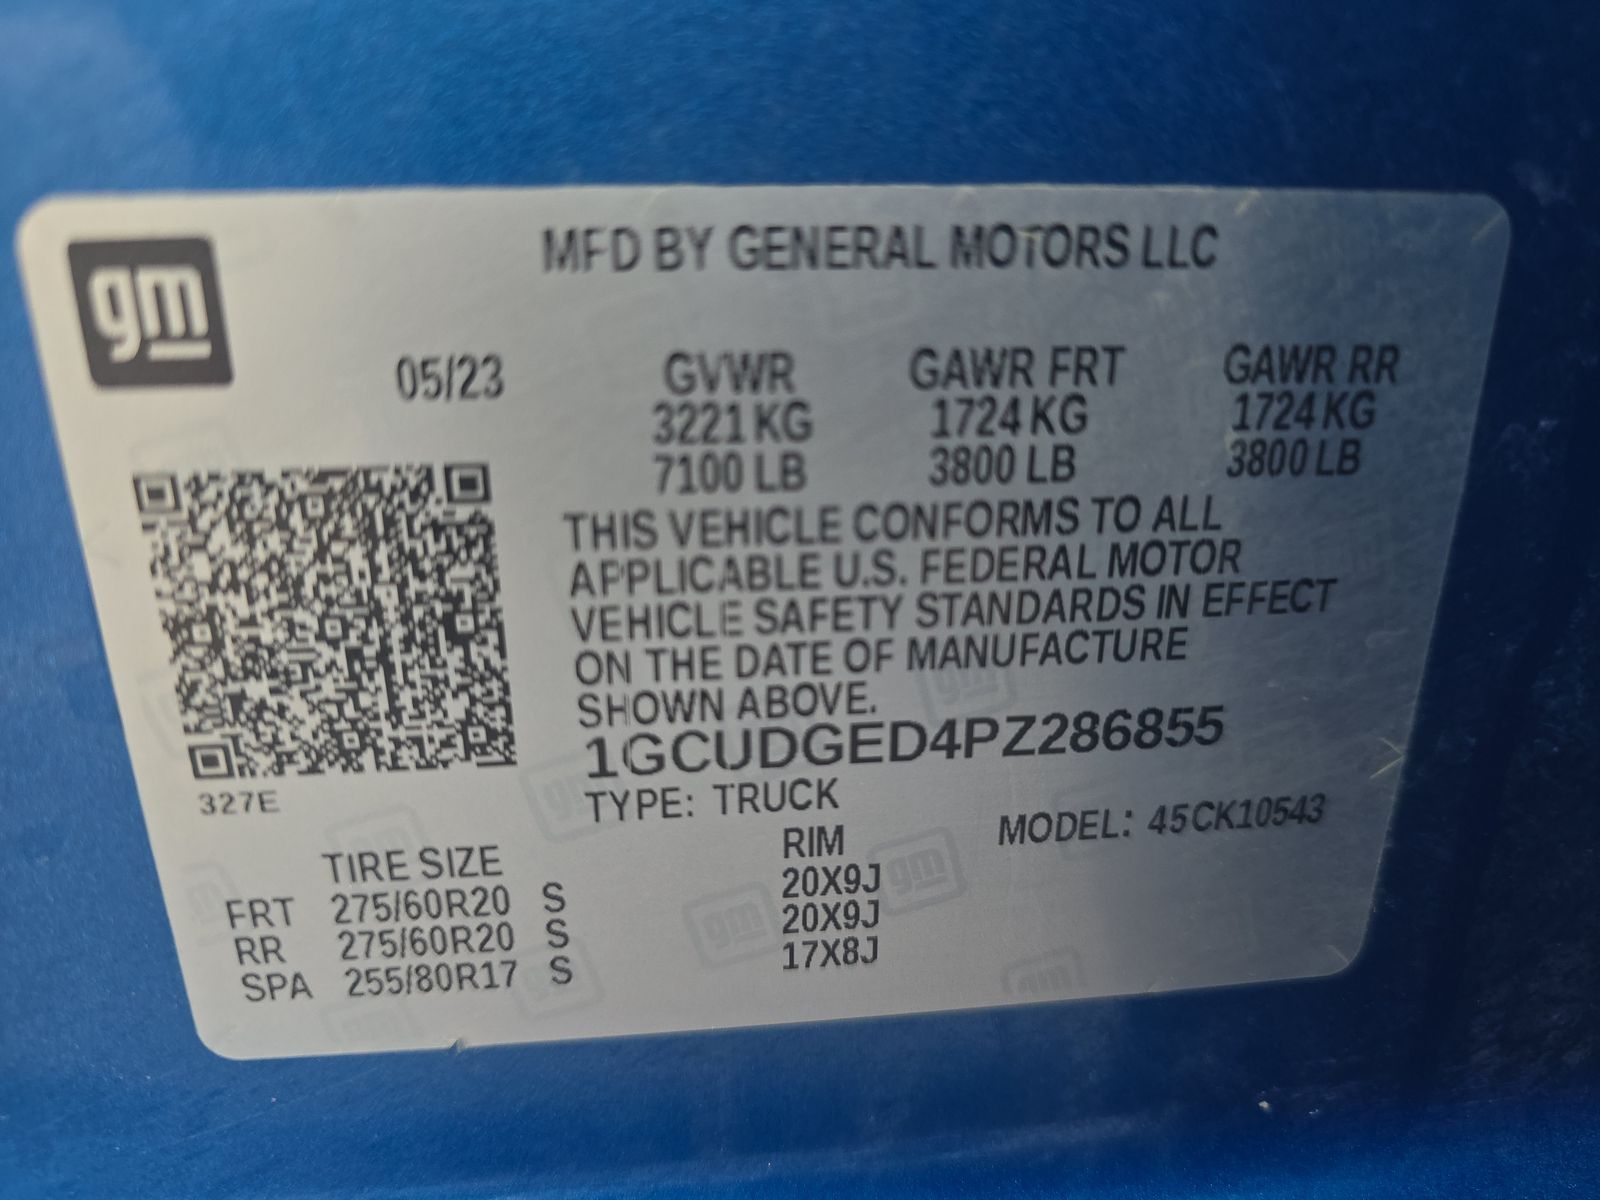 gm
MFD BY GENERAL MOTORS LLC
05/23 GVWR GAWR FRT GAWR RR
3221 KG 1724 KG 1724 KG
7100 LB 3800 LB 3800 LB
THIS VEHICLE CONFORMS TO ALL
APPLICABLE U.S. FEDERAL MOTOR
VEHICLE SAFETY STANDARDS IN EFFECT
ON THE DATE OF MANUFACTURE
SHOWN ABOVE.
1GCUDGED4PZ286855
327E
TYPE: TRUCK
MODEL: 45CK10543
TIRE SIZE RIM
FRT 275/60R20 S 20X9J
RR 275/60R20 S 20X9J
SPA 255/80R17 S 17X8J